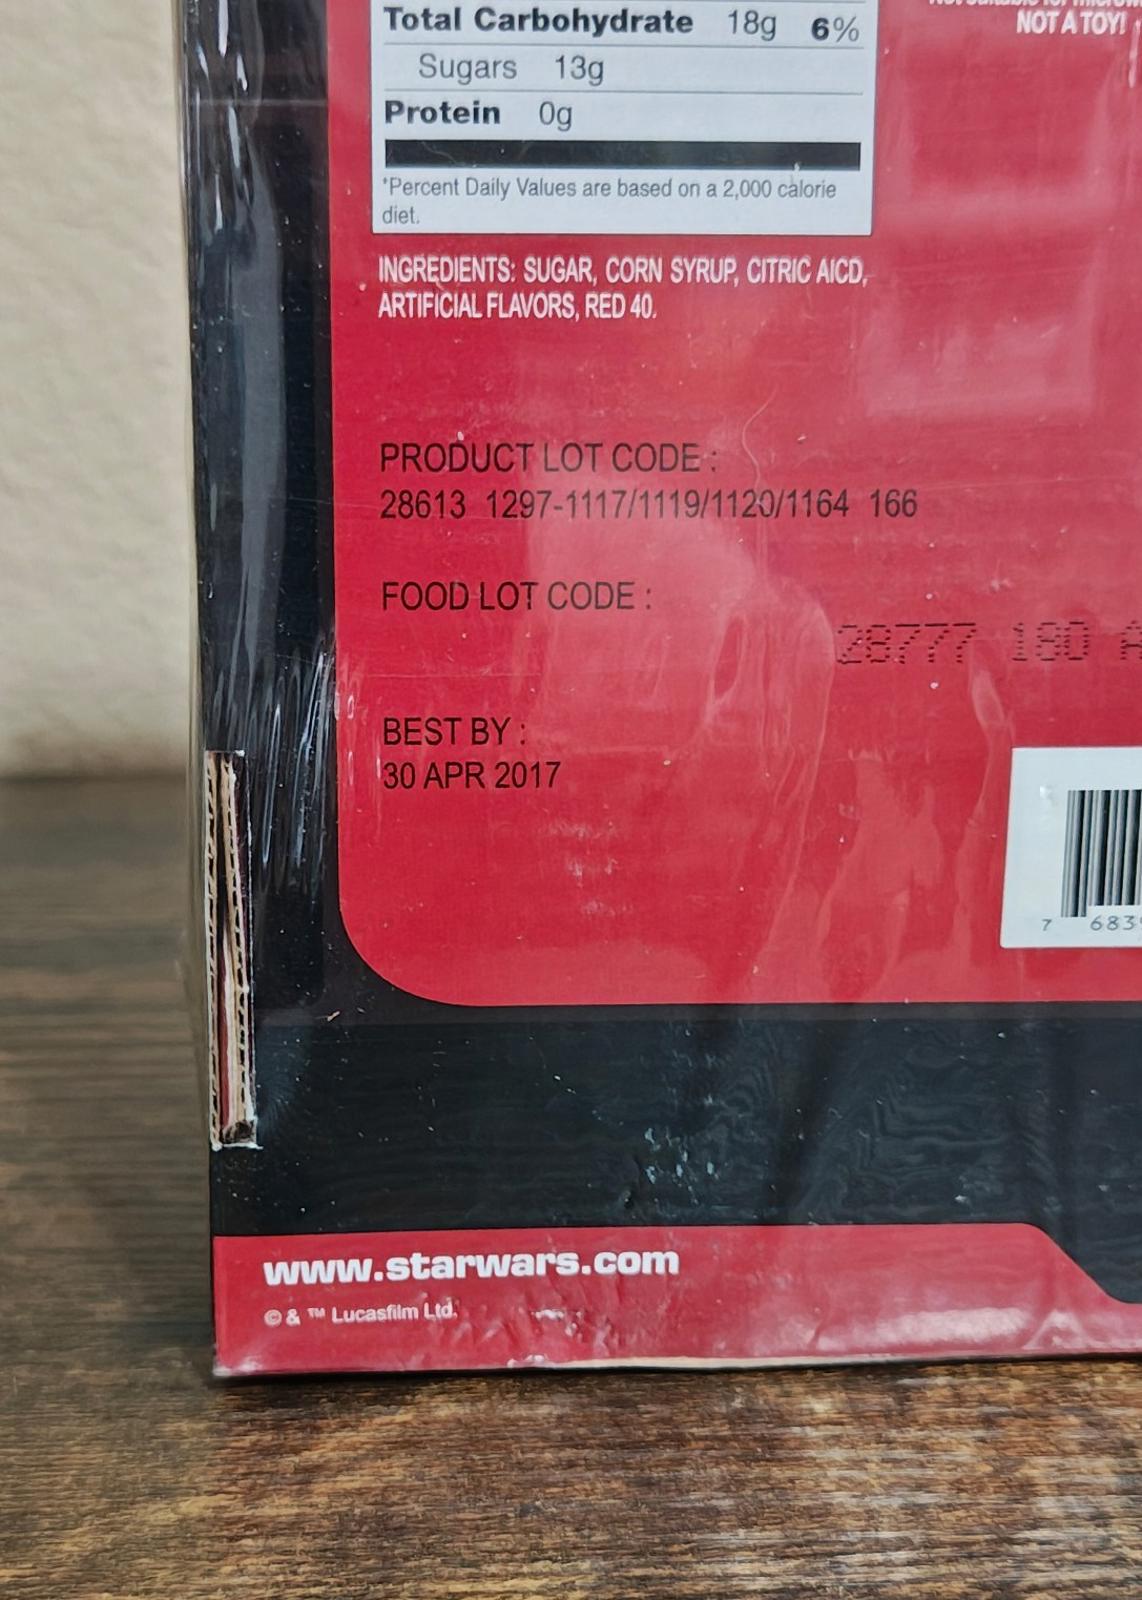 Total Carbohydrate 18g 6%
Sugars 13g
Protein 0g
*Percent Daily Values are based on a 2,000 calorie
diet.
NOT A TOY!
INGREDIENTS: SUGAR, CORN SYRUP, CITRIC AICD,
ARTIFICIAL FLAVORS, RED 40.
PRODUCT LOT CODE :
28613 1297-1117/1119/1120/1164 166
FOOD LOT CODE :
28777 180 A
BEST BY :
30 APR 2017
7 683
www.starwars.com
© & ™ Lucasfilm Ltd.